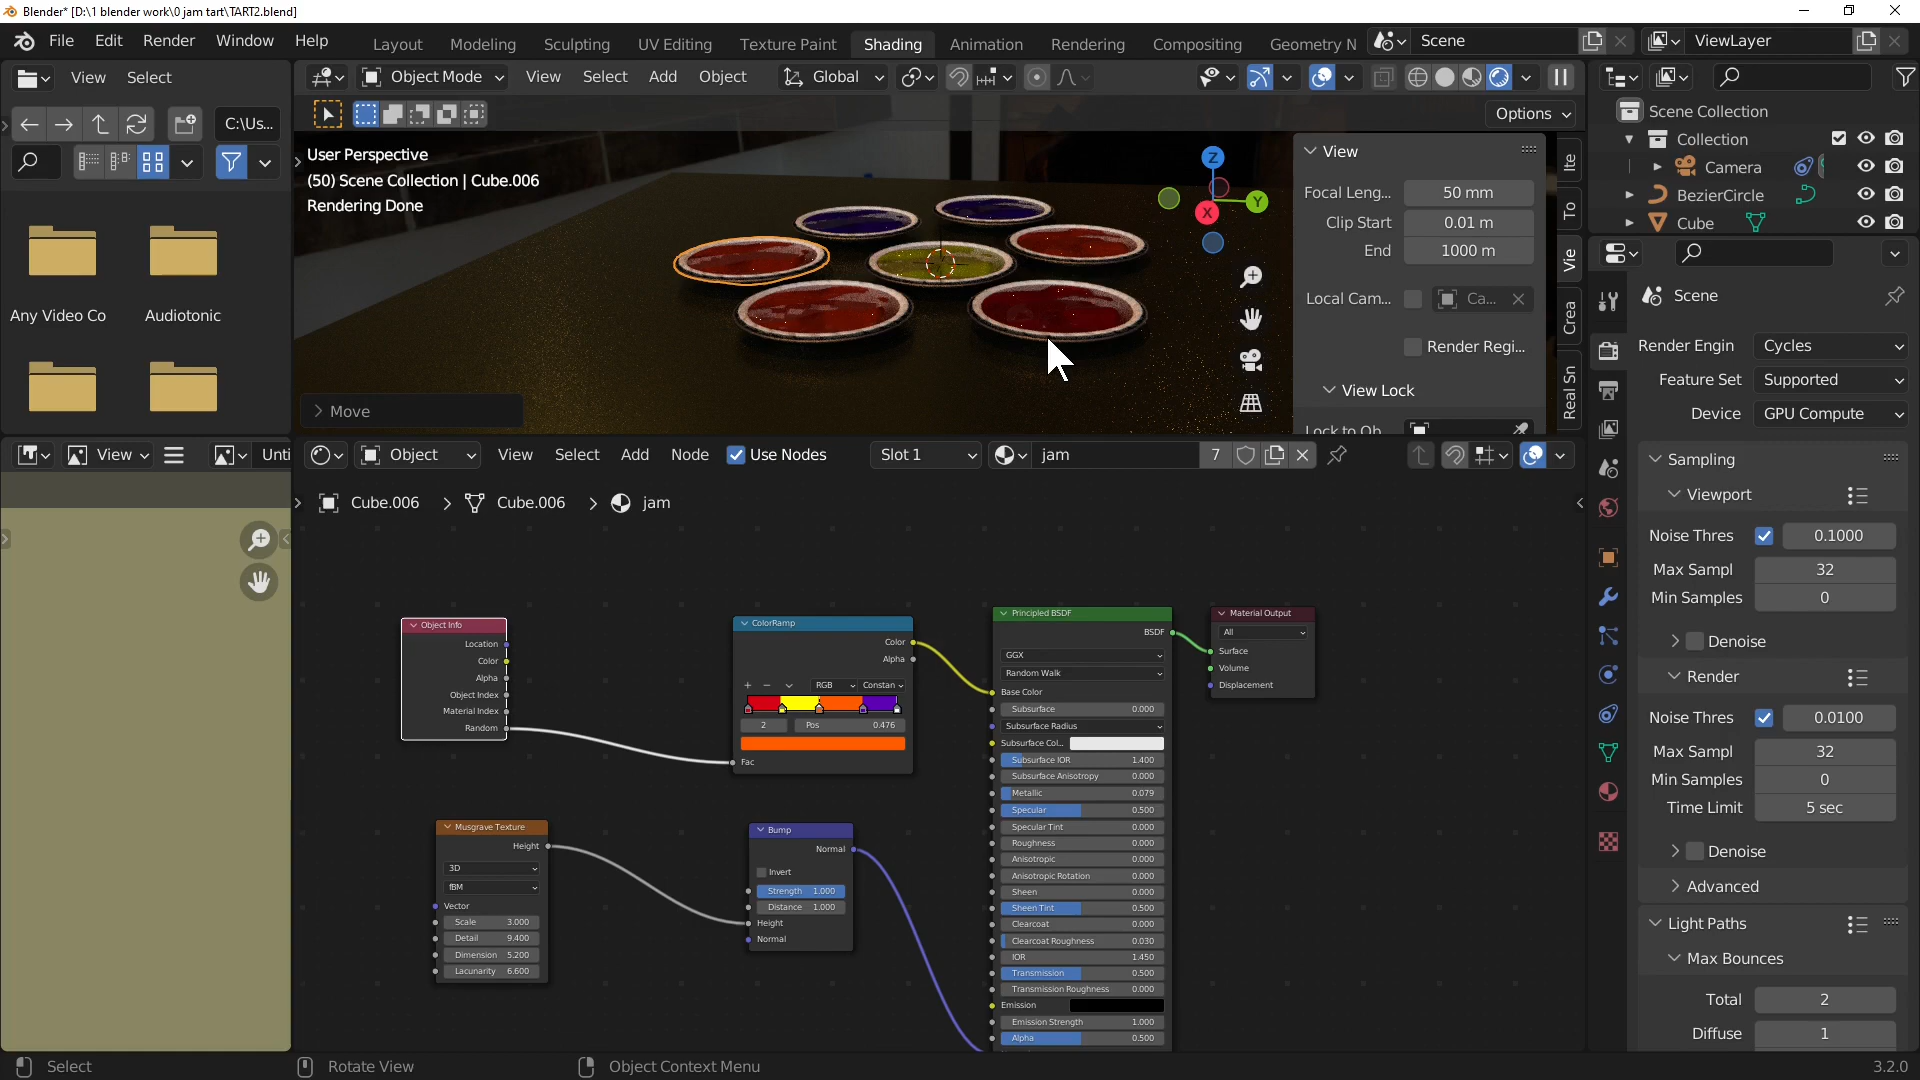 Blender* [D:\1 blender work\0 jam tart\TART2.blend]
File Edit Render Window Help
Layout Modeling Sculpting UV Editing Texture Paint Shading Animation Rendering Compositing Geometry N
Scene
ViewLayer
View Select
Object Mode View Select Add Object Global
C:\Us...
Options
User Perspective
(50) Scene Collection | Cube.006
Rendering Done
Z
Y
X
View
Focal Leng... 50 mm
Clip Start 0.01 m
End 1000 m
Local Cam... Ca...
Render Regi...
View Lock
Lock to Ob
Ite
To
Vie
Crea
Real Sn
Move
Any Video Co
Audiotonic
Scene Collection
Collection
Camera
BezierCircle
Cube
Scene
Render Engin Cycles
Feature Set Supported
Device GPU Compute
Sampling
Viewport
Noise Thres 0.1000
Max Sampl 32
Min Samples 0
Denoise
Render
Noise Thres 0.0100
Max Sampl 32
Min Samples 0
Time Limit 5 sec
Denoise
Advanced
Light Paths
Max Bounces
Total 2
Diffuse 1
View Unti
Object View Select Add Node Use Nodes Slot 1 jam 7
Cube.006 > Cube.006 > jam
Object Info
Location
Color
Alpha
Object Index
Material Index
Random
ColorRamp
Color
Alpha
+ - RGB Constan
2 Pos 0.476
Fac
Musgrave Texture
Height
3D
fBM
Vector
Scale 3.000
Detail 9.400
Dimension 5.200
Lacunarity 6.600
Bump
Normal
Invert
Strength 1.000
Distance 1.000
Height
Normal
Principled BSDF
BSDF
GGX
Random Walk
Base Color
Subsurface 0.000
Subsurface Radius
Subsurface Col...
Subsurface IOR 1.400
Subsurface Anisotropy 0.000
Metallic 0.079
Specular 0.500
Specular Tint 0.000
Roughness 0.000
Anisotropic 0.000
Anisotropic Rotation 0.000
Sheen 0.000
Sheen Tint 0.500
Clearcoat 0.000
Clearcoat Roughness 0.030
IOR 1.450
Transmission 0.500
Transmission Roughness 0.000
Emission
Emission Strength 1.000
Alpha 0.500
Material Output
All
Surface
Volume
Displacement
Select
Rotate View
Object Context Menu
3.2.0